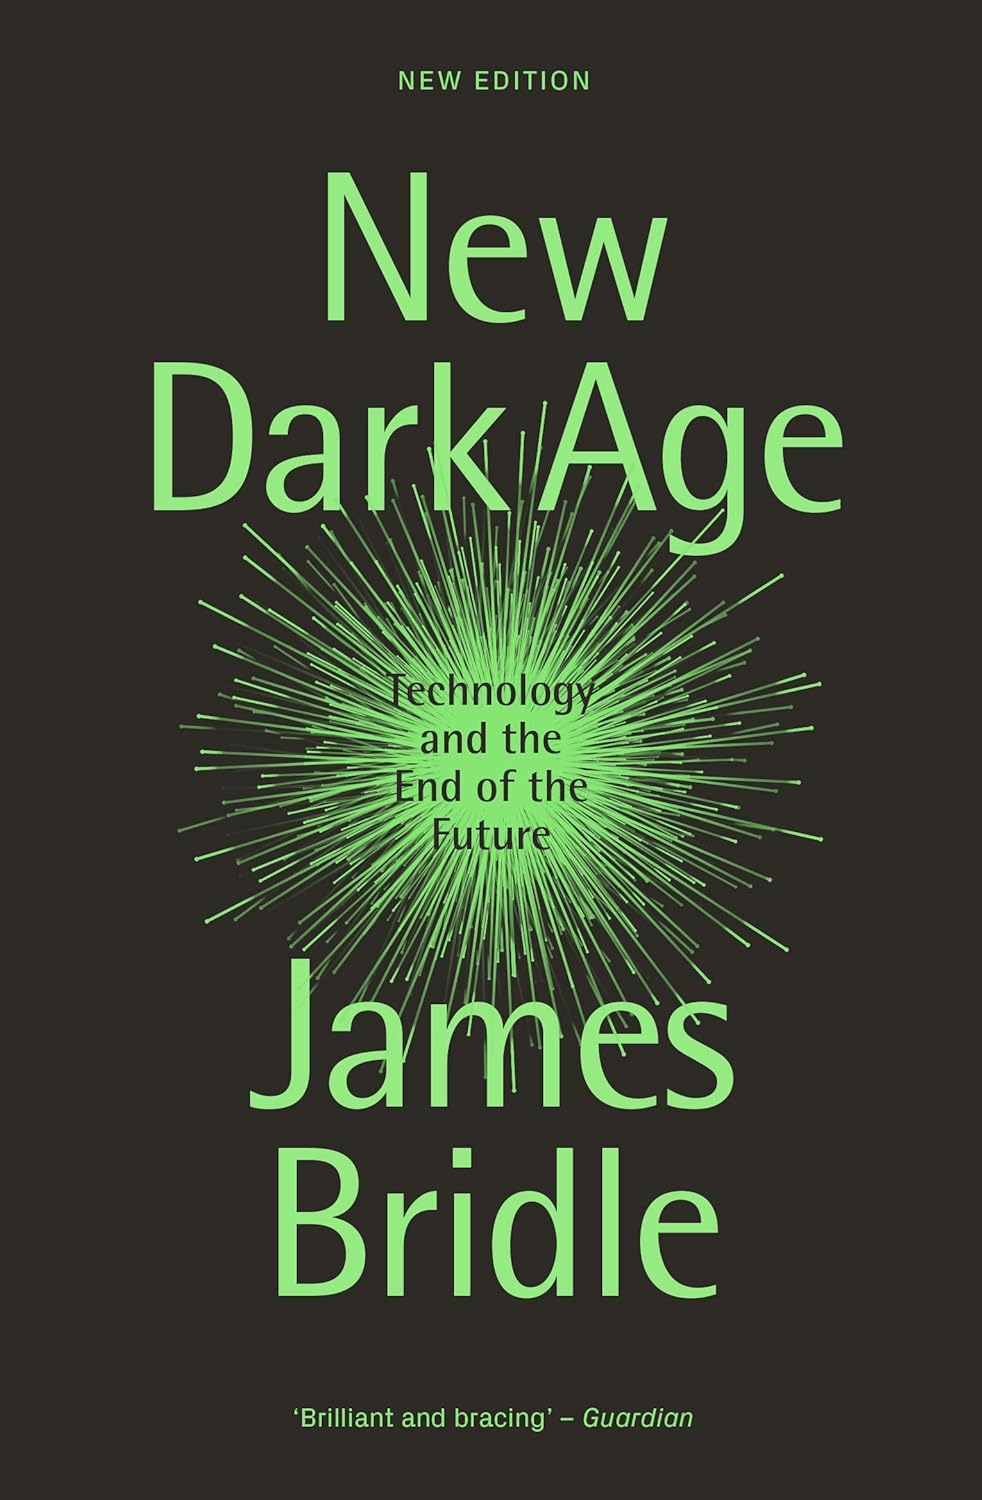 NEW EDITION
New
Dark Age
Technology
and the
End of the
Future
James
Bridle
‘Brilliant and bracing’ – Guardian